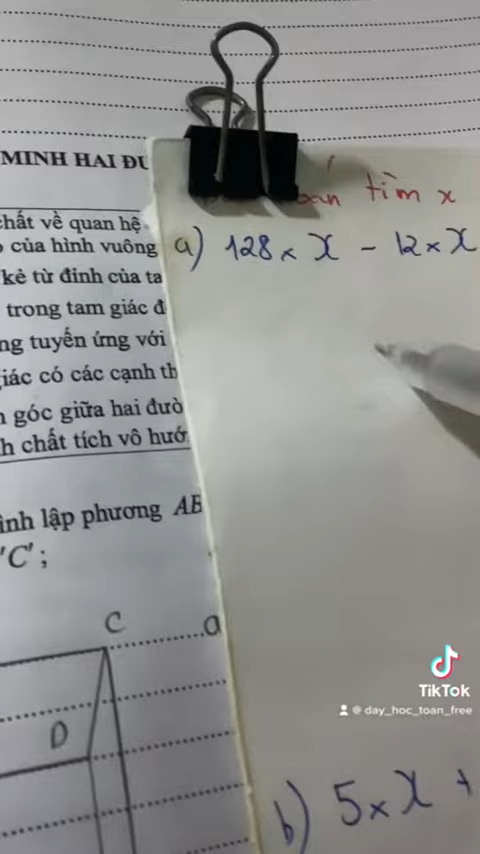 MINH HAI ĐƯ
tìm x
chất về quan hệ
của hình vuông
a) 128 × x - 12 × x
kẻ từ đỉnh của ta
trong tam giác đ
ng tuyến ứng với
giác có các cạnh th
góc giữa hai đườ
h chất tích vô hướ
ình lập phương AB
'C';
C
a
D
TikTok
@day_hoc_toan_free
b) 5 × x +